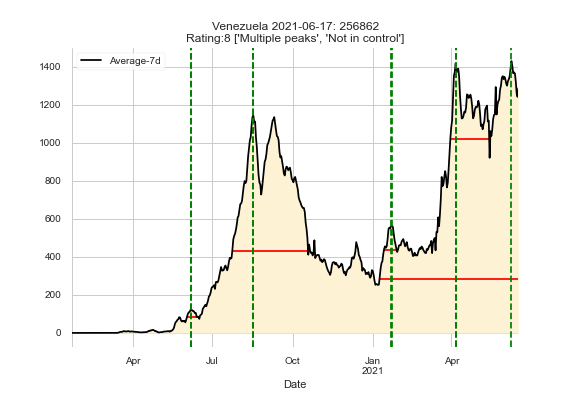 Venezuela 2021-06-17: 256862
Rating:8 ['Multiple peaks', 'Not in control']
Average-7d
1400
1200
1000
800
600
400
200
0
Apr
Jul
Oct
Jan
2021
Apr
Date